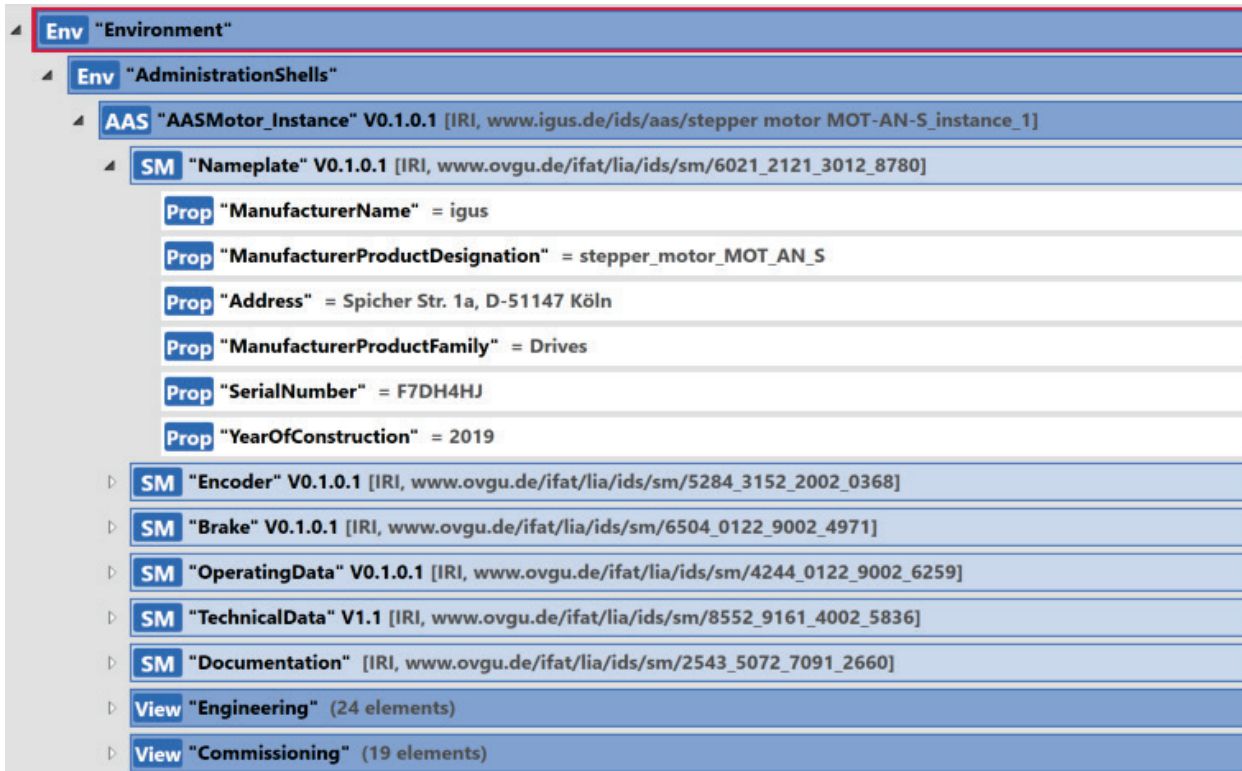 Env "Environment"
Env "AdministrationShells"
AAS "AASMotor_Instance" V0.1.0.1 [IRI, www.igus.de/ids/aas/stepper motor MOT-AN-S_instance_1]
SM "Nameplate" V0.1.0.1 [IRI, www.ovgu.de/ifat/lia/ids/sm/6021_2121_3012_8780]
Prop "ManufacturerName" = igus
Prop "ManufacturerProductDesignation" = stepper_motor_MOT_AN_S
Prop "Address" = Spicher Str. 1a, D-51147 Köln
Prop "ManufacturerProductFamily" = Drives
Prop "SerialNumber" = F7DH4HJ
Prop "YearOfConstruction" = 2019
SM "Encoder" V0.1.0.1 [IRI, www.ovgu.de/ifat/lia/ids/sm/5284_3152_2002_0368]
SM "Brake" V0.1.0.1 [IRI, www.ovgu.de/ifat/lia/ids/sm/6504_0122_9002_4971]
SM "OperatingData" V0.1.0.1 [IRI, www.ovgu.de/ifat/lia/ids/sm/4244_0122_9002_6259]
SM "TechnicalData" V1.1 [IRI, www.ovgu.de/ifat/lia/ids/sm/8552_9161_4002_5836]
SM "Documentation" [IRI, www.ovgu.de/ifat/lia/ids/sm/2543_5072_7091_2660]
View "Engineering" (24 elements)
View "Commissioning" (19 elements)